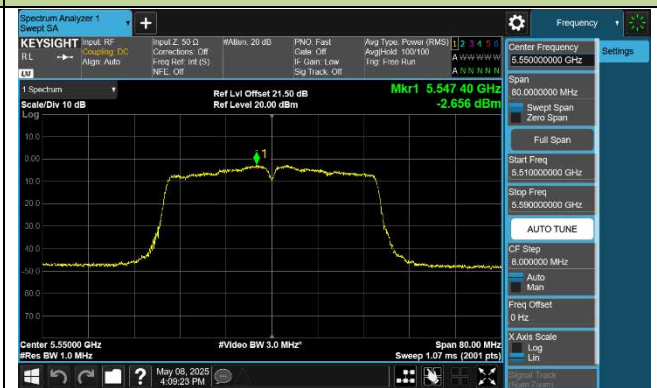 Spectrum Analyzer 1
Swept SA
+
Frequency
KEYSIGHT
RL
Input: RF
Coupling: DC
Align: Auto
Input Z: 50 Ω
Corrections: Off
Freq Ref: Int (S)
NFE: Off
#Atten: 20 dB
PNO: Fast
Gate: Off
IF Gain: Low
Sig Track: Off
Avg Type: Power (RMS)
Avg|Hold: 100/100
Trig: Free Run
1 2 3 4 5 6
A W W W W W
A N N N N N
LNI
1 Spectrum
Scale/Div 10 dB
Log
Ref Lvl Offset 21.50 dB
Ref Level 20.00 dBm
Mkr1 5.547 40 GHz
-2.656 dBm
10.0
0.00
10.0
20.0
30.0
40.0
50.0
60.0
70.0
1
Center 5.55000 GHz
#Res BW 1.0 MHz
#Video BW 3.0 MHz*
Span 80.00 MHz
Sweep 1.07 ms (2001 pts)
Center Frequency
5.550000000 GHz
Settings
Span
80.0000000 MHz
Swept Span
Zero Span
Full Span
Start Freq
5.510000000 GHz
Stop Freq
5.590000000 GHz
AUTO TUNE
CF Step
8.000000 MHz
Auto
Man
Freq Offset
0 Hz
X Axis Scale
Log
Lin
Signal Track
(Span Zoom)
?
May 08, 2025
4:09:23 PM